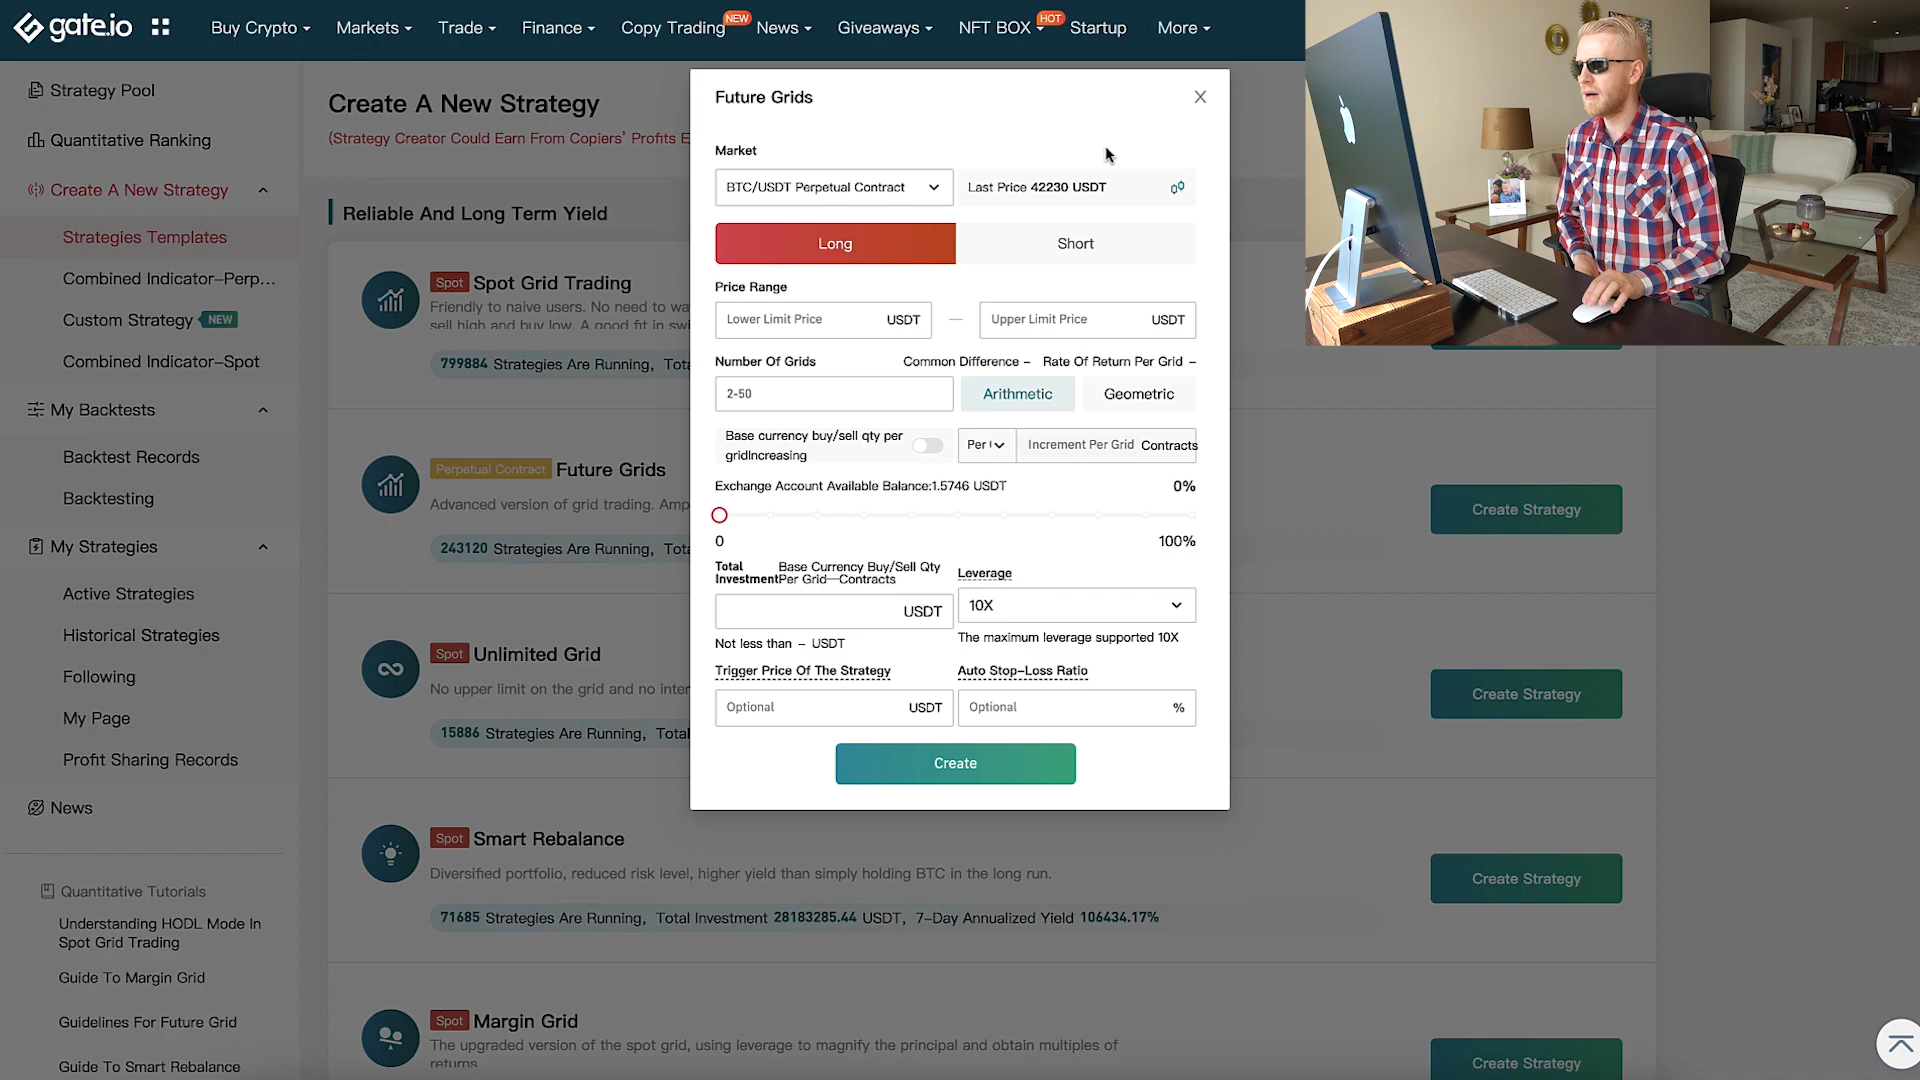 gate.io
Buy Crypto
Markets
Trade
Finance
Copy Trading
NEW
News
Giveaways
NFT BOX
HOT
Startup
More
Strategy Pool
Quantitative Ranking
Create A New Strategy
Strategies Templates
Combined Indicator-Perp...
Custom Strategy NEW
Combined Indicator-Spot
My Backtests
Backtest Records
Backtesting
My Strategies
Active Strategies
Historical Strategies
Following
My Page
Profit Sharing Records
News
Quantitative Tutorials
Understanding HODL Mode In
Spot Grid Trading
Guide To Margin Grid
Guidelines For Future Grid
Guide To Smart Rebalance
Create A New Strategy
(Strategy Creator Could Earn From Copiers' Profits
Reliable And Long Term Yield
Spot Spot Grid Trading
Friendly to naive users. No need to
sell high and buy low. A good fit in
799884 Strategies Are Running,
Perpetual Contract Future Grids
Advanced version of grid trading.
243120 Strategies Are Running,
Create Strategy
Spot Unlimited Grid
No upper limit on the grid and no
15886 Strategies Are Running,
Create Strategy
Spot Smart Rebalance
Diversified portfolio, reduced risk level, higher yield than simply holding BTC in the long run.
71685 Strategies Are Running, Total Investment 28183285.44 USDT, 7-Day Annualized Yield 106434.17%
Create Strategy
Spot Margin Grid
The upgraded version of the spot grid, using leverage to magnify the principal and obtain multiples of
returns.
Create Strategy
Future Grids
Market
BTC/USDT Perpetual Contract
Last Price 42230 USDT
Long
Short
Price Range
Lower Limit Price USDT
—
Upper Limit Price USDT
Number Of Grids
Common Difference –
Rate Of Return Per Grid –
2-50
Arithmetic
Geometric
Base currency buy/sell qty per
gridIncreasing
Per
Increment Per Grid Contracts
Exchange Account Available Balance:1.5746 USDT
0%
0
100%
Total
Investment
Base Currency Buy/Sell Qty
Per Grid—Contracts
Leverage
USDT
10X
Not less than – USDT
The maximum leverage supported 10X
Trigger Price Of The Strategy
Auto Stop-Loss Ratio
Optional USDT
Optional %
Create